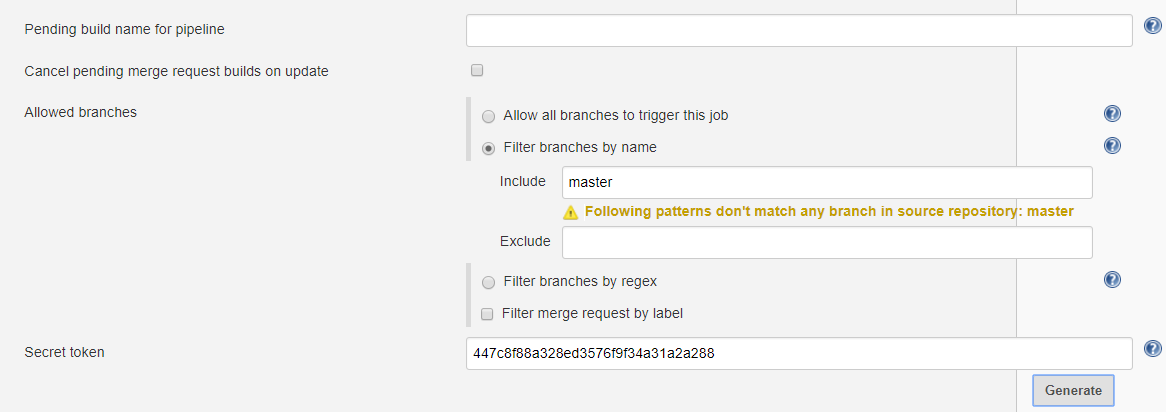 Pending build name for pipeline
Cancel pending merge request builds on update
Allowed branches
Allow all branches to trigger this job
Filter branches by name
Include master
Following patterns don't match any branch in source repository: master
Exclude
Filter branches by regex
Filter merge request by label
Secret token 447c8f88a328ed3576f9f34a31a2a288
Generate